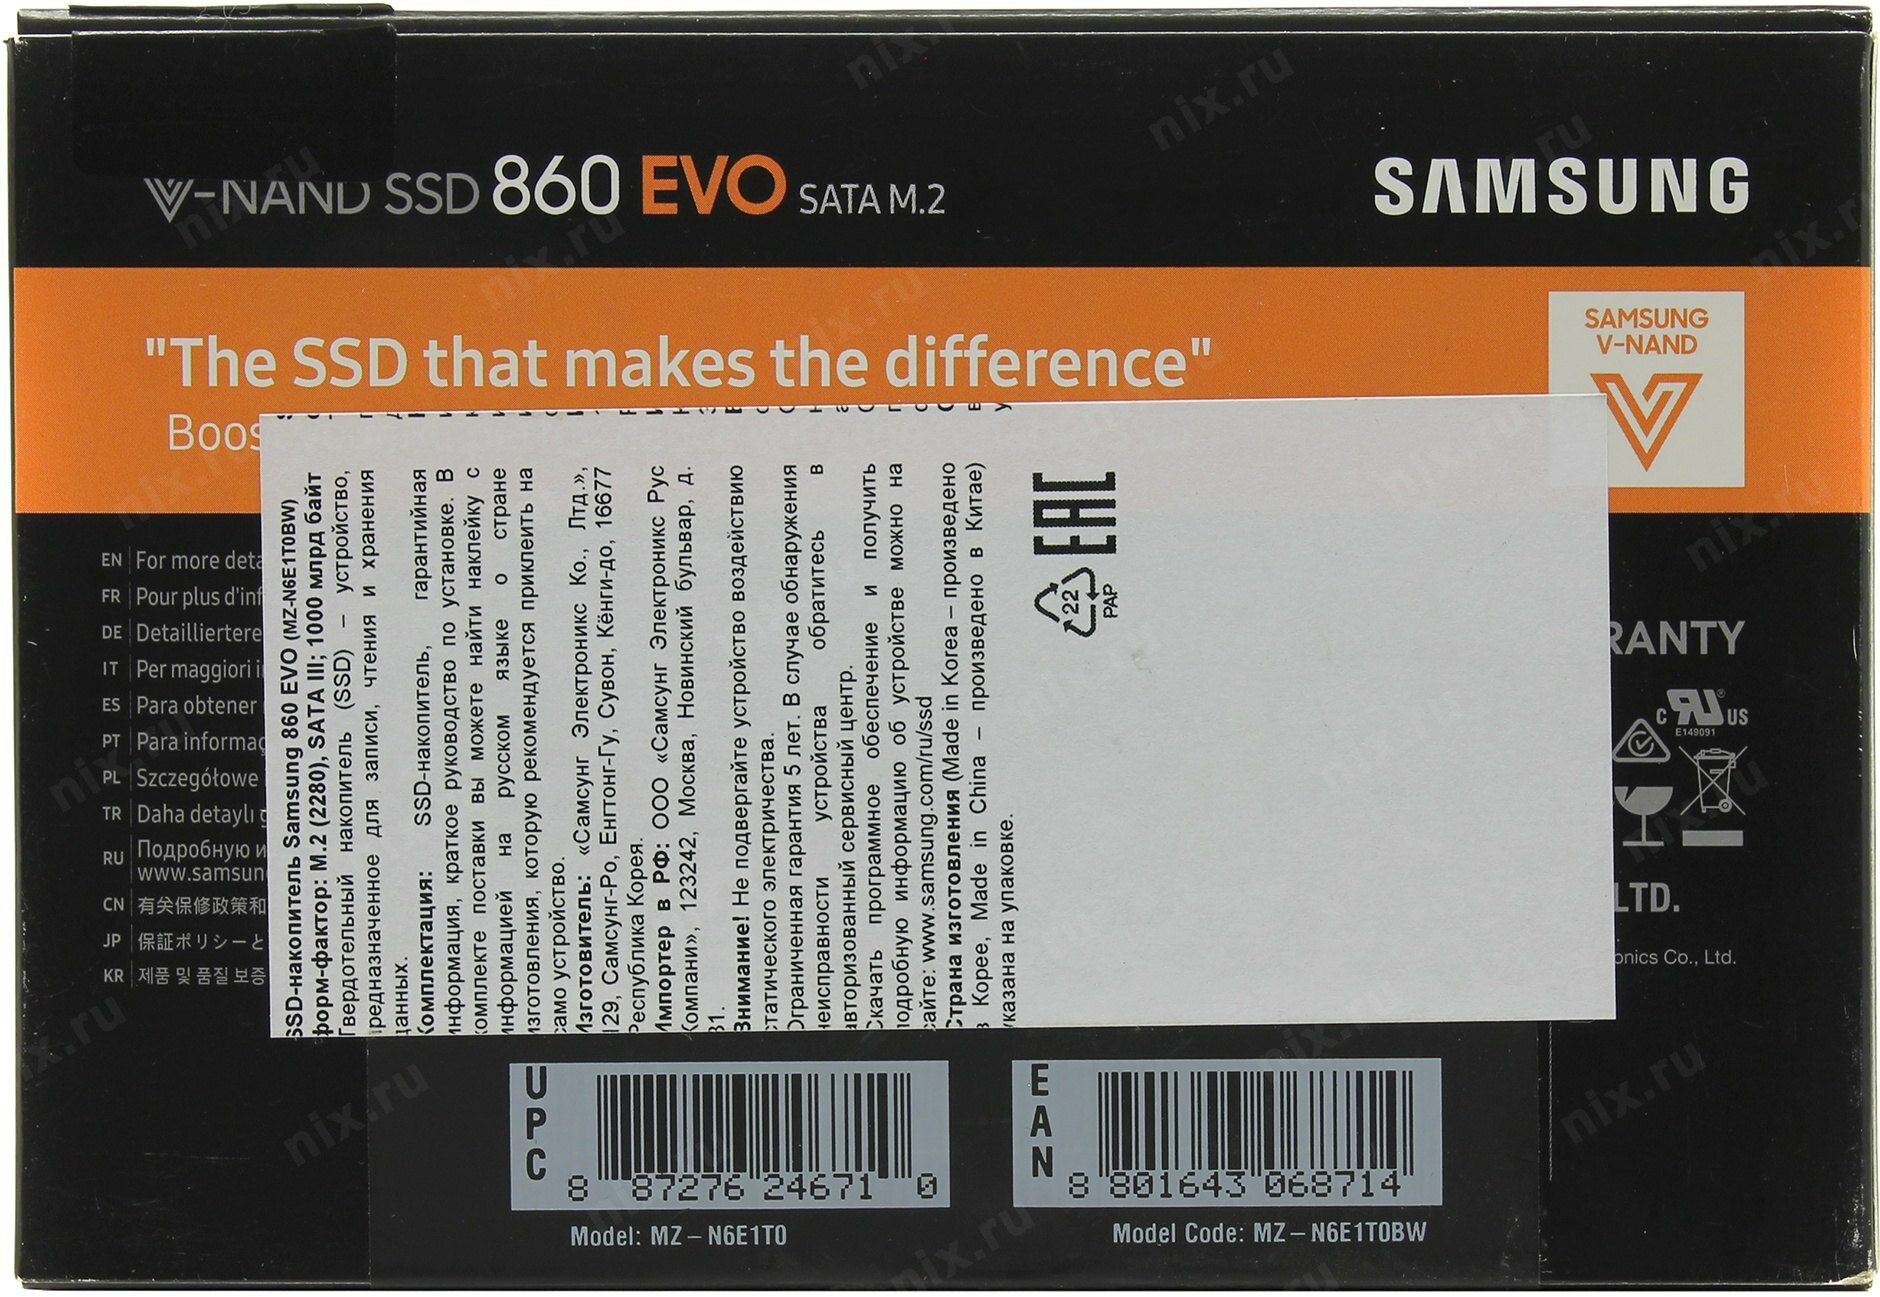 V-NAND SSD 860 EVO SATA M.2
SAMSUNG
"The SSD that makes the difference"
SAMSUNG
V-NAND
EN For more
FR Pour plus
DE
IT Per maggiori
ES Para obtener
PT Para
PL Szczegółowe
TR Daha detaylı
RU Подробную
CN 有关保修政策和
JP 保証ポリシーと
KR 제품 및 품질
SSD-накопитель Samsung 860 EVO (MZ-N6E1T0BW)
форм-фактор: M.2 (2280), SATA III; 1000 млрд байт
Твердотельный накопитель (SSD) – устройство,
предназначенное для записи, чтения и хранения
данных.
Комплектация: SSD-накопитель, гарантийная
информация, краткое руководство по установке. В
комплекте поставки вы можете найти наклейку с
информацией на русском языке о стране
изготовления, которую рекомендуется приклеить на
само устройство.
Изготовитель: «Самсунг Электроникс Ко., Лтд.»,
129, Самсунг-Ро, Енгтонг-Гу, Сувон, Кёнги-до, 16677
Республика Корея.
Импортер в РФ: ООО «Самсунг Электроникс Рус
Компани», 123242, Москва, Новинский бульвар, д.
31.
Внимание! Не подвергайте устройство воздействию
статического электричества.
Ограниченная гарантия 5 лет. В случае обнаружения
неисправности устройства обратитесь в
авторизованный сервисный центр.
Скачать программное обеспечение и получить
подробную информацию об устройстве можно на
сайте: www.samsung.com/ru/ssd
Страна изготовления (Made in Korea – произведено
в Корее, Made in China – произведено в Китае)
указана на упаковке.
EAC
22
PAP
C RU ® US
E149091
LTD.
Co., Ltd.
UPC
8 87276 24671 0
Model: MZ – N6E1T0
EAN
8 801643 068714
Model Code: MZ – N6E1T0BW
nix.ru